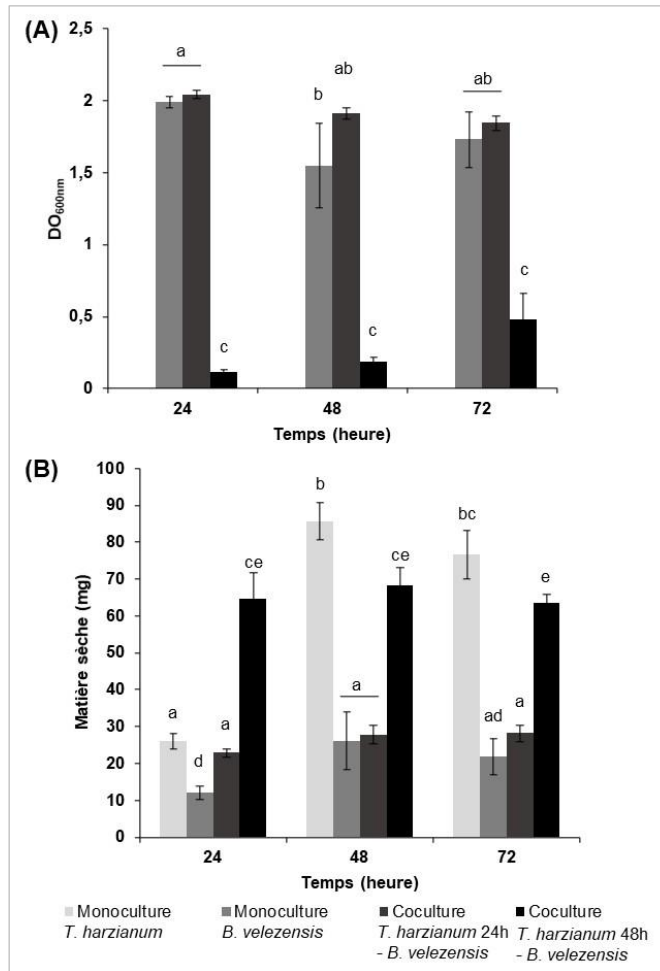 (A)
2,5
2
1,5
1
0,5
0
DO600nm
a
c
b
ab
c
ab
c
24
48
72
Temps (heure)
(B)
100
90
80
70
60
50
40
30
20
10
0
Matière sèche (mg)
a
d
a
ce
b
a
ce
bc
ad
a
e
24
48
72
Temps (heure)
Monoculture
T. harzianum
Monoculture
B. velezensis
Coculture
T. harzianum 24h
- B. velezensis
Coculture
T. harzianum 48h
- B. velezensis